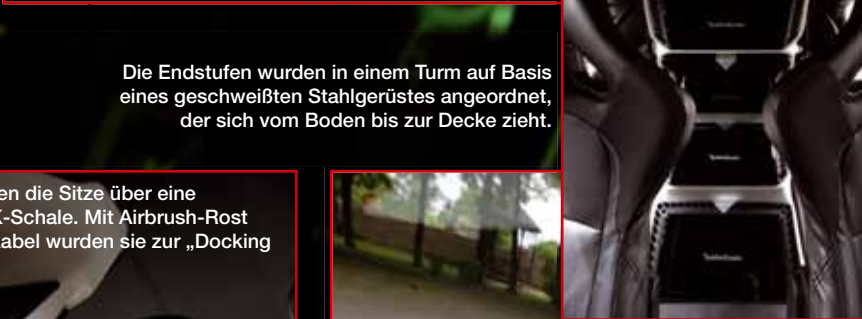 Die Endstufen wurden in einem Turm auf Basis
eines geschweißten Stahlgerüstes angeordnet,
der sich vom Boden bis zur Decke zieht.
en die Sitze über eine
K-Schale. Mit Airbrush-Rost
abel wurden sie zur „Docking